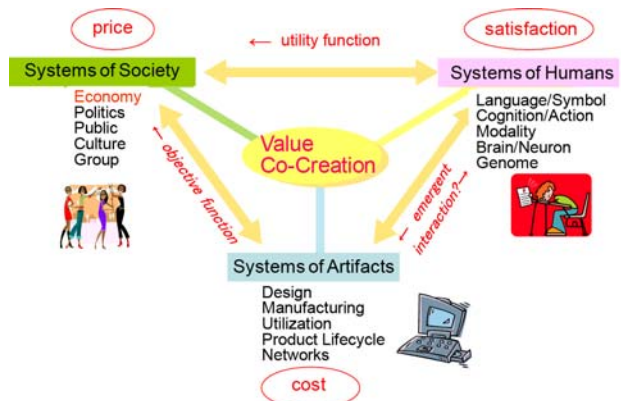 price
← utility function
satisfaction
Systems of Society
Systems of Humans
Economy
Politics
Public
Culture
Group
← objective function
Value
Co-Creation
Language/Symbol
Cognition/Action
Modality
Brain/Neuron
Genome
← emergent
interaction?→
Systems of Artifacts
Design
Manufacturing
Utilization
Product Lifecycle
Networks
cost